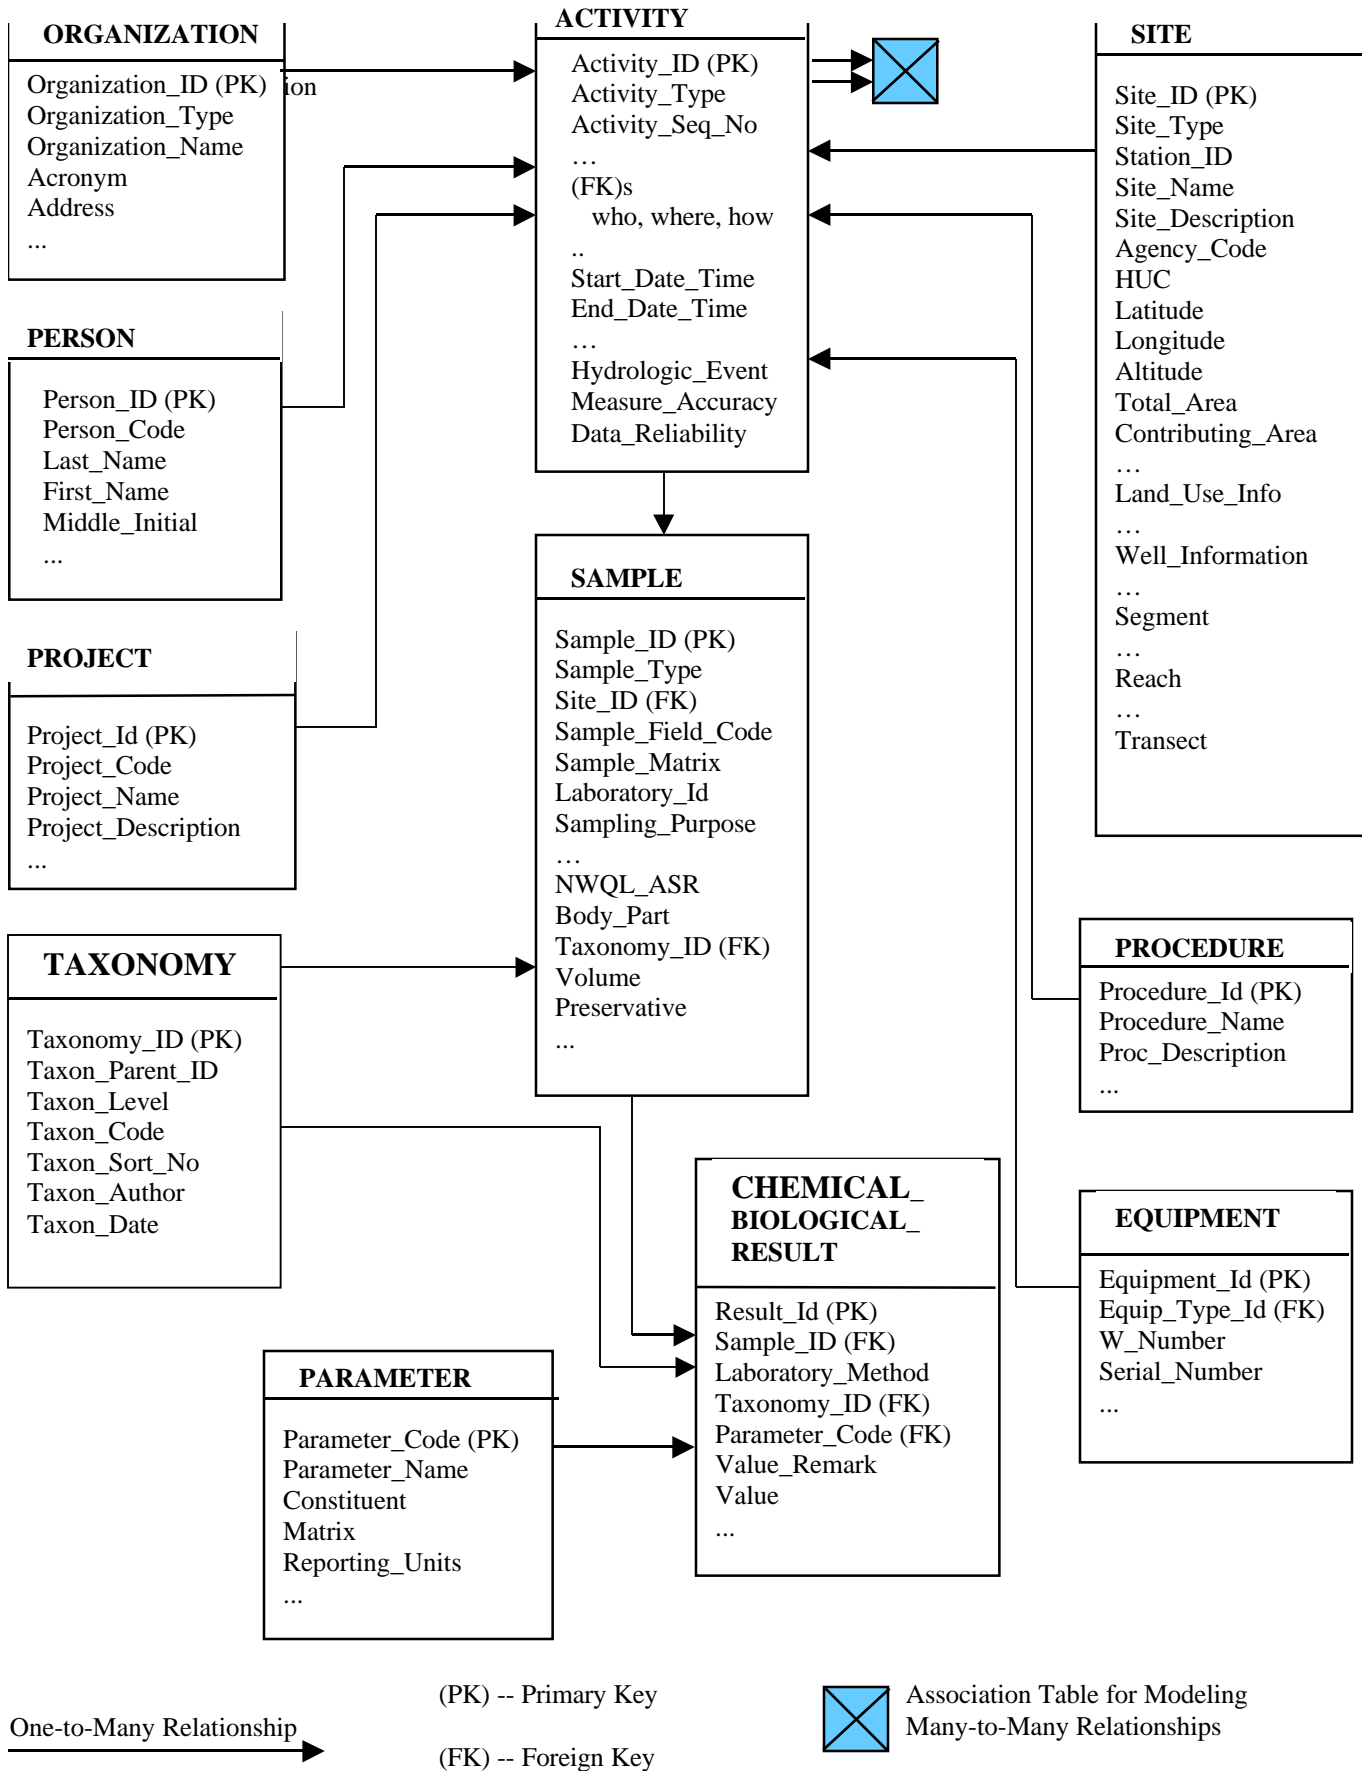 ORGANIZATION
Organization_ID (PK)
ion
Organization_Type
Organization_Name
Acronym
Address
...
PERSON
Person_ID (PK)
Person_Code
Last_Name
First_Name
Middle_Initial
...
PROJECT
Project_Id (PK)
Project_Code
Project_Name
Project_Description
...
TAXONOMY
Taxonomy_ID (PK)
Taxon_Parent_ID
Taxon_Level
Taxon_Code
Taxon_Sort_No
Taxon_Author
Taxon_Date
ACTIVITY
Activity_ID (PK)
Activity_Type
Activity_Seq_No
…
(FK)s
who, where, how
..
Start_Date_Time
End_Date_Time
…
Hydrologic_Event
Measure_Accuracy
Data_Reliability
SAMPLE
Sample_ID (PK)
Sample_Type
Site_ID (FK)
Sample_Field_Code
Sample_Matrix
Laboratory_Id
Sampling_Purpose
…
NWQL_ASR
Body_Part
Taxonomy_ID (FK)
Volume
Preservative
...
SITE
Site_ID (PK)
Site_Type
Station_ID
Site_Name
Site_Description
Agency_Code
HUC
Latitude
Longitude
Altitude
Total_Area
Contributing_Area
…
Land_Use_Info
…
Well_Information
…
Segment
…
Reach
…
Transect
PROCEDURE
Procedure_Id (PK)
Procedure_Name
Proc_Description
...
EQUIPMENT
Equipment_Id (PK)
Equip_Type_Id (FK)
W_Number
Serial_Number
...
CHEMICAL_
BIOLOGICAL_
RESULT
Result_Id (PK)
Sample_ID (FK)
Laboratory_Method
Taxonomy_ID (FK)
Parameter_Code (FK)
Value_Remark
Value
...
PARAMETER
Parameter_Code (PK)
Parameter_Name
Constituent
Matrix
Reporting_Units
...
One-to-Many Relationship
(PK) -- Primary Key
(FK) -- Foreign Key
Association Table for Modeling
Many-to-Many Relationships